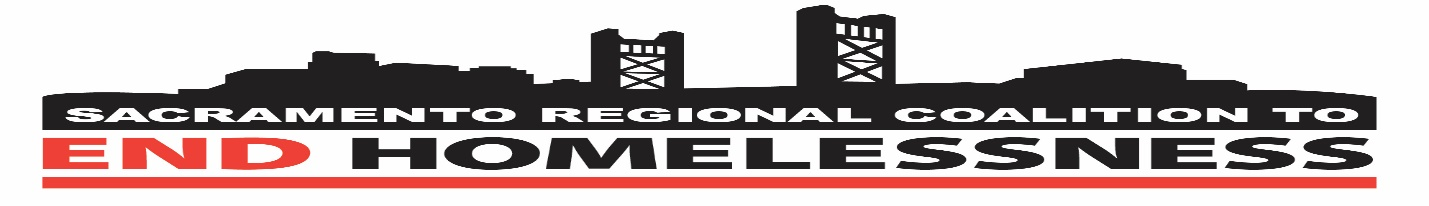 SACRAMENTO REGIONAL COALITION TO
END HOMELESSNESS